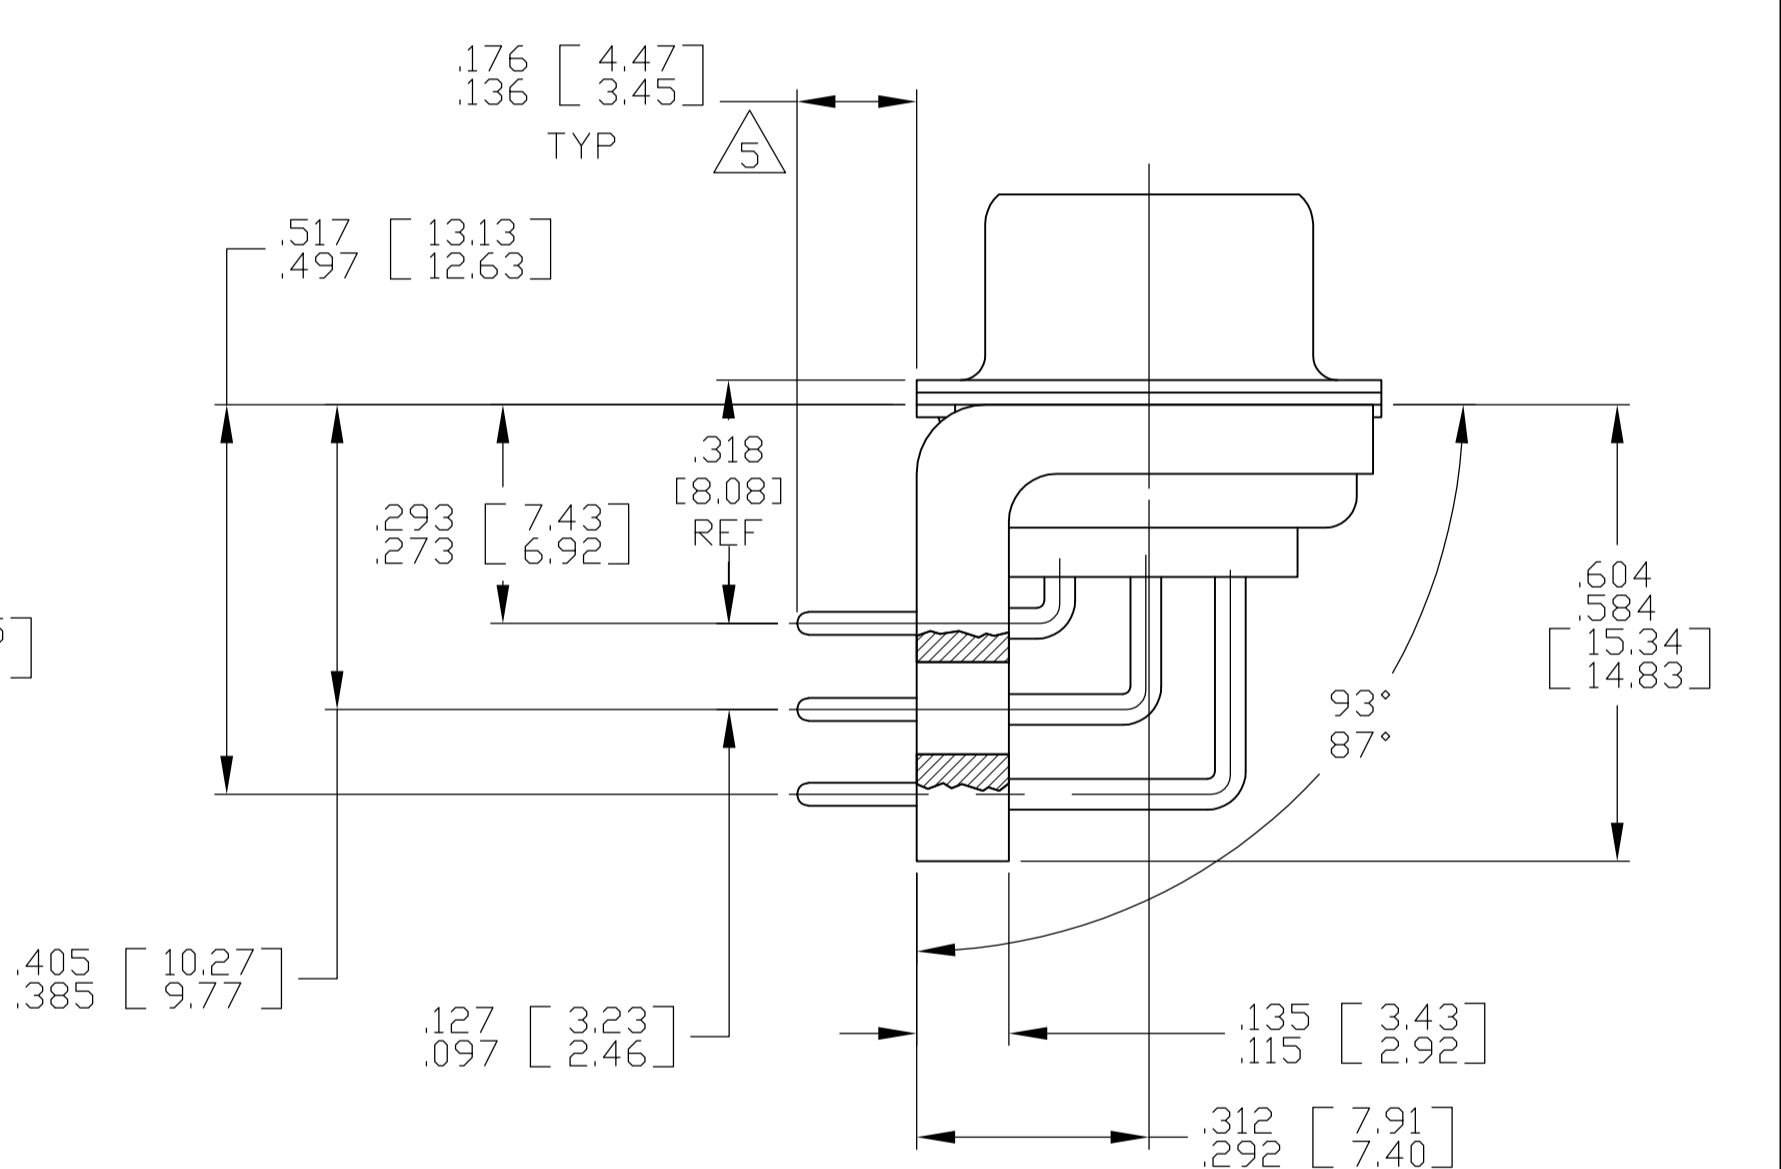 .176 [ 4.47 ]
.136 [ 3.45 ]
TYP
5
.517 [ 13.13 ]
.497 [ 12.63 ]
.318
[8.08]
REF
.293 [ 7.43 ]
.273 [ 6.92 ]
.604
.584
[ 15.34 ]
[ 14.83 ]
93°
87°
.405 [ 10.27 ]
.385 [ 9.77 ]
.127 [ 3.23 ]
.097 [ 2.46 ]
.135 [ 3.43 ]
.115 [ 2.92 ]
.312 [ 7.91 ]
.292 [ 7.40 ]